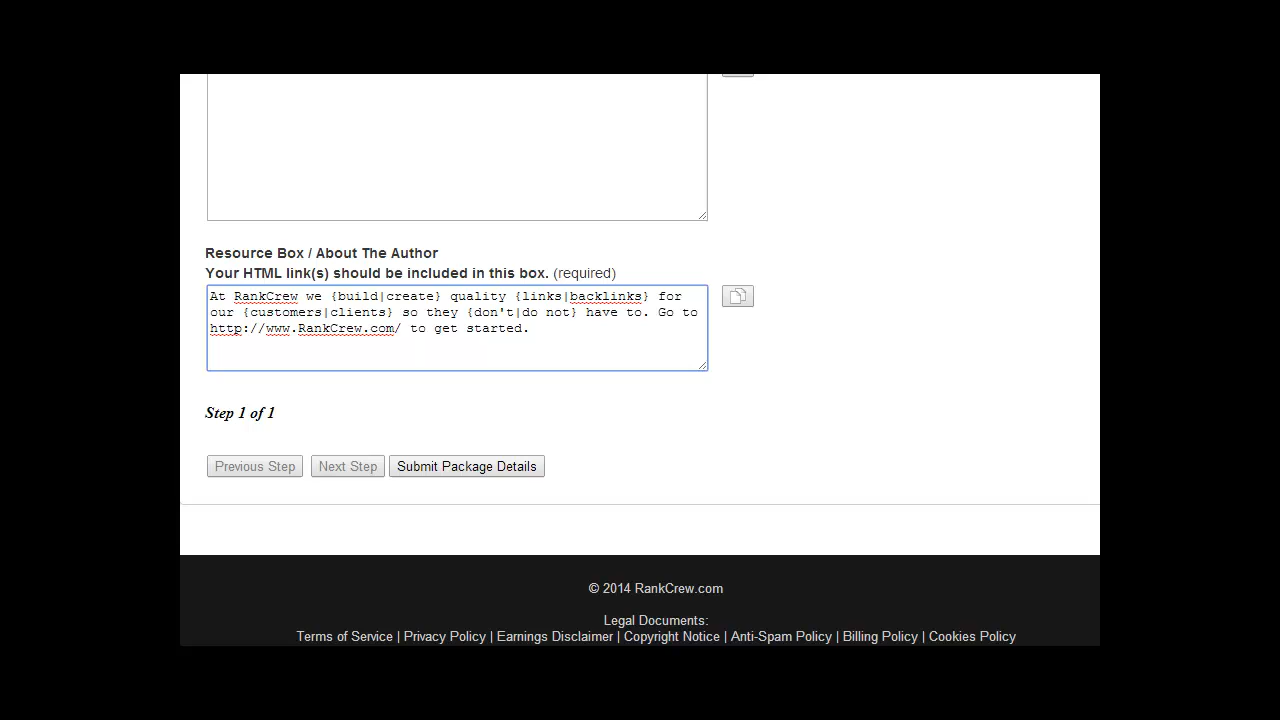 Resource Box / About The Author
Your HTML link(s) should be included in this box. (required)
At RankCrew we {build|create} quality {links|backlinks} for
our {customers|clients} so they {don't|do not} have to. Go to
http://www.RankCrew.com/ to get started.
Step 1 of 1
Previous Step Next Step Submit Package Details
© 2014 RankCrew.com
Legal Documents:
Terms of Service | Privacy Policy | Earnings Disclaimer | Copyright Notice | Anti-Spam Policy | Billing Policy | Cookies Policy